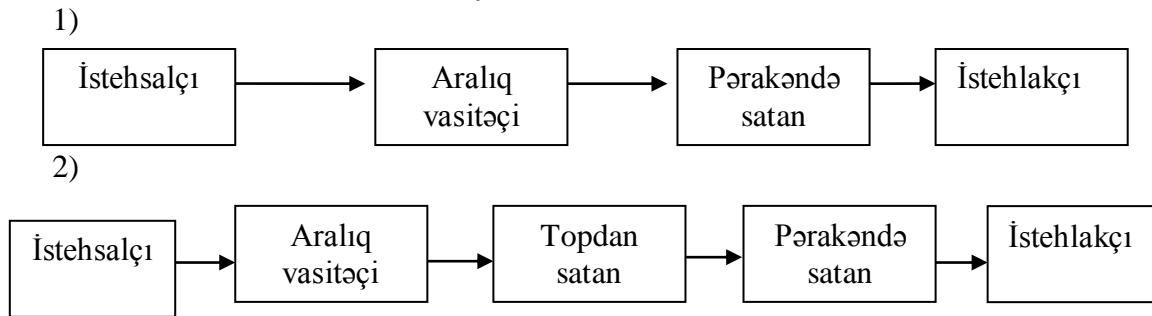 1)
İstehsalçı
Aralıq
vasitəçi
Pərakəndə
satan
İstehlakçı
2)
İstehsalçı
Aralıq
vasitəçi
Topdan
satan
Pərakəndə
satan
İstehlakçı